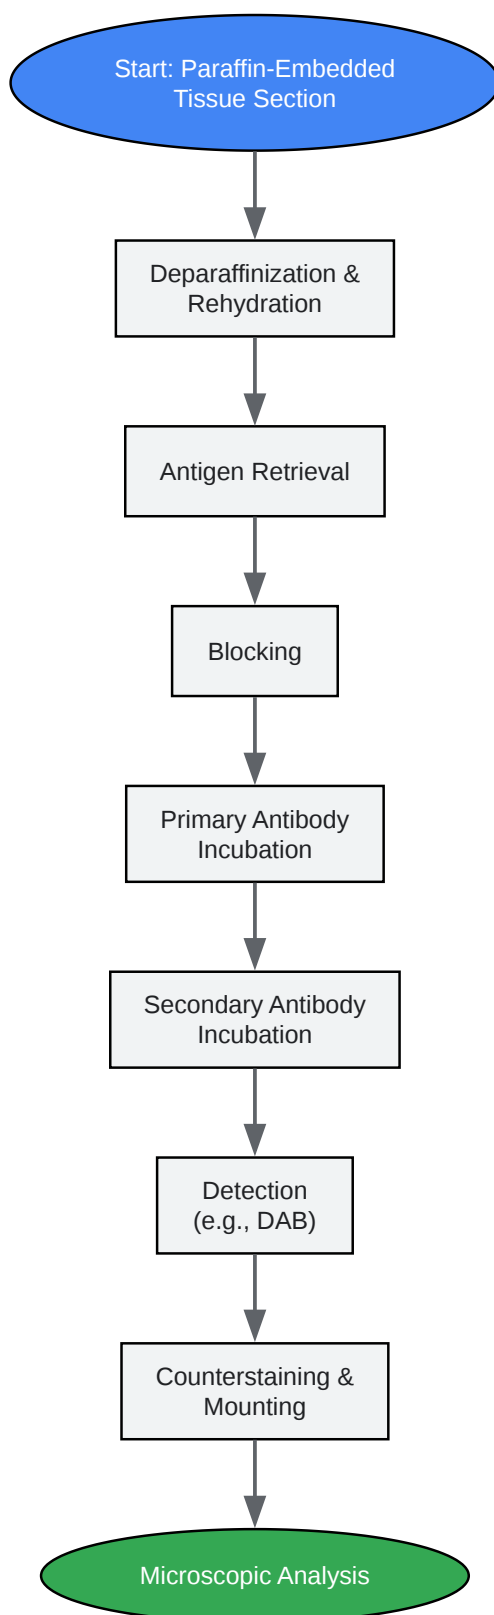 Start: Paraffin-Embedded
Tissue Section
Deparaffinization &
Rehydration
Antigen Retrieval
Blocking
Primary Antibody
Incubation
Secondary Antibody
Incubation
Detection
(e.g., DAB)
Counterstaining &
Mounting
Microscopic Analysis